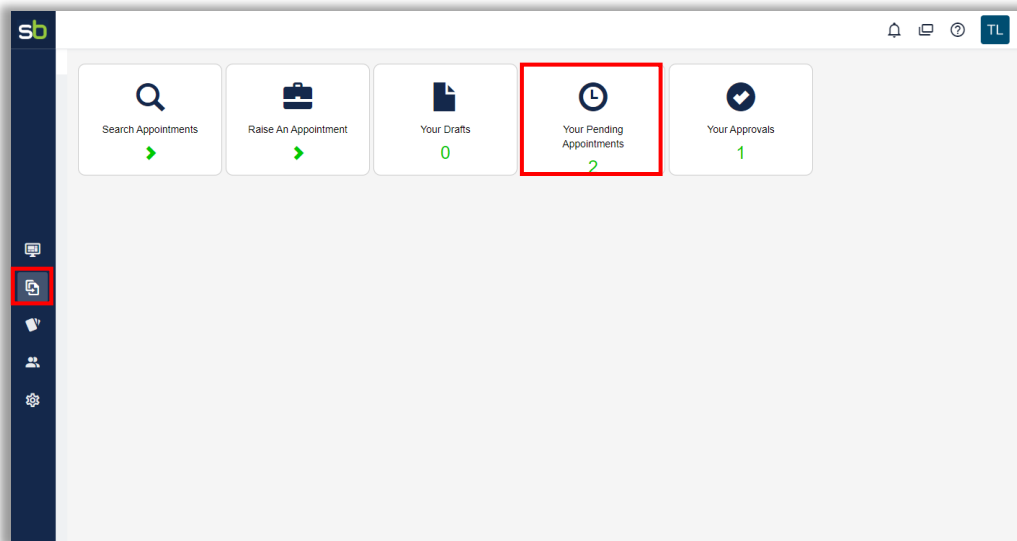 sb
TL
Search Appointments
Raise An Appointment
Your Drafts
0
Your Pending
Appointments
2
Your Approvals
1